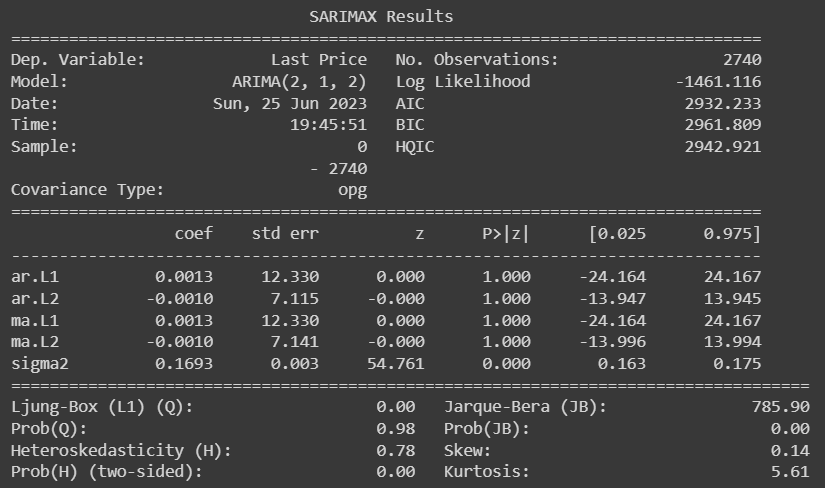 SARIMAX Results
==============================================================================
Dep. Variable:             Last Price   No. Observations:                 2740
Model:                 ARIMA(2, 1, 2)   Log Likelihood               -1461.116
Date:                Sun, 25 Jun 2023   AIC                           2932.233
Time:                        19:45:51   BIC                           2961.809
Sample:                             0   HQIC                          2942.921
                               - 2740
Covariance Type:                  opg
==============================================================================
                 coef    std err          z      P>|z|      [0.025      0.975]
------------------------------------------------------------------------------
ar.L1          0.0013     12.330      0.000      1.000     -24.164      24.167
ar.L2         -0.0010      7.115     -0.000      1.000     -13.947      13.945
ma.L1          0.0013     12.330      0.000      1.000     -24.164      24.167
ma.L2         -0.0010      7.141     -0.000      1.000     -13.996      13.994
sigma2         0.1693      0.003     54.761      0.000       0.163       0.175
===================================================================================
Ljung-Box (L1) (Q):                   0.00   Jarque-Bera (JB):               785.90
Prob(Q):                              0.98   Prob(JB):                         0.00
Heteroskedasticity (H):               0.78   Skew:                             0.14
Prob(H) (two-sided):                  0.00   Kurtosis:                         5.61